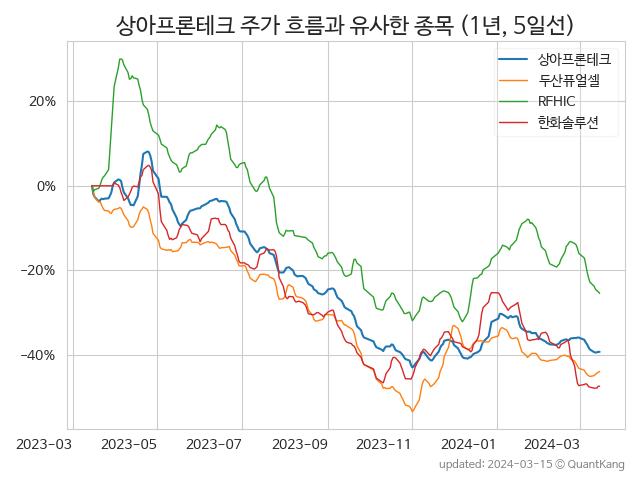 상아프론테크 주가 흐름과 유사한 종목 (1년, 5일선)
상아프론테크
두산퓨얼셀
RFHIC
한화솔루션
20%
0%
−20%
−40%
2023−03
2023−05
2023−07
2023−09
2023−11
2024−01
2024−03
updated: 2024-03-15 © QuantKang